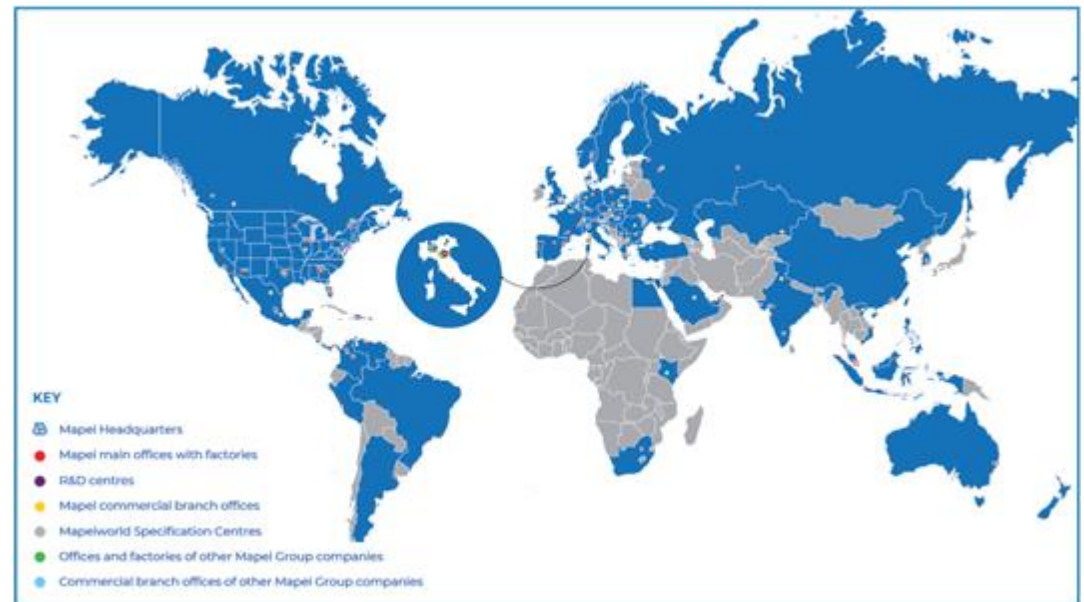 KEY
Mapei Headquarters
Mapei main offices with factories
R&D centres
Mapei commercial branch offices
Mapeiworld Specification Centres
Offices and factories of other Mapei Group companies
Commercial branch offices of other Mapei Group companies